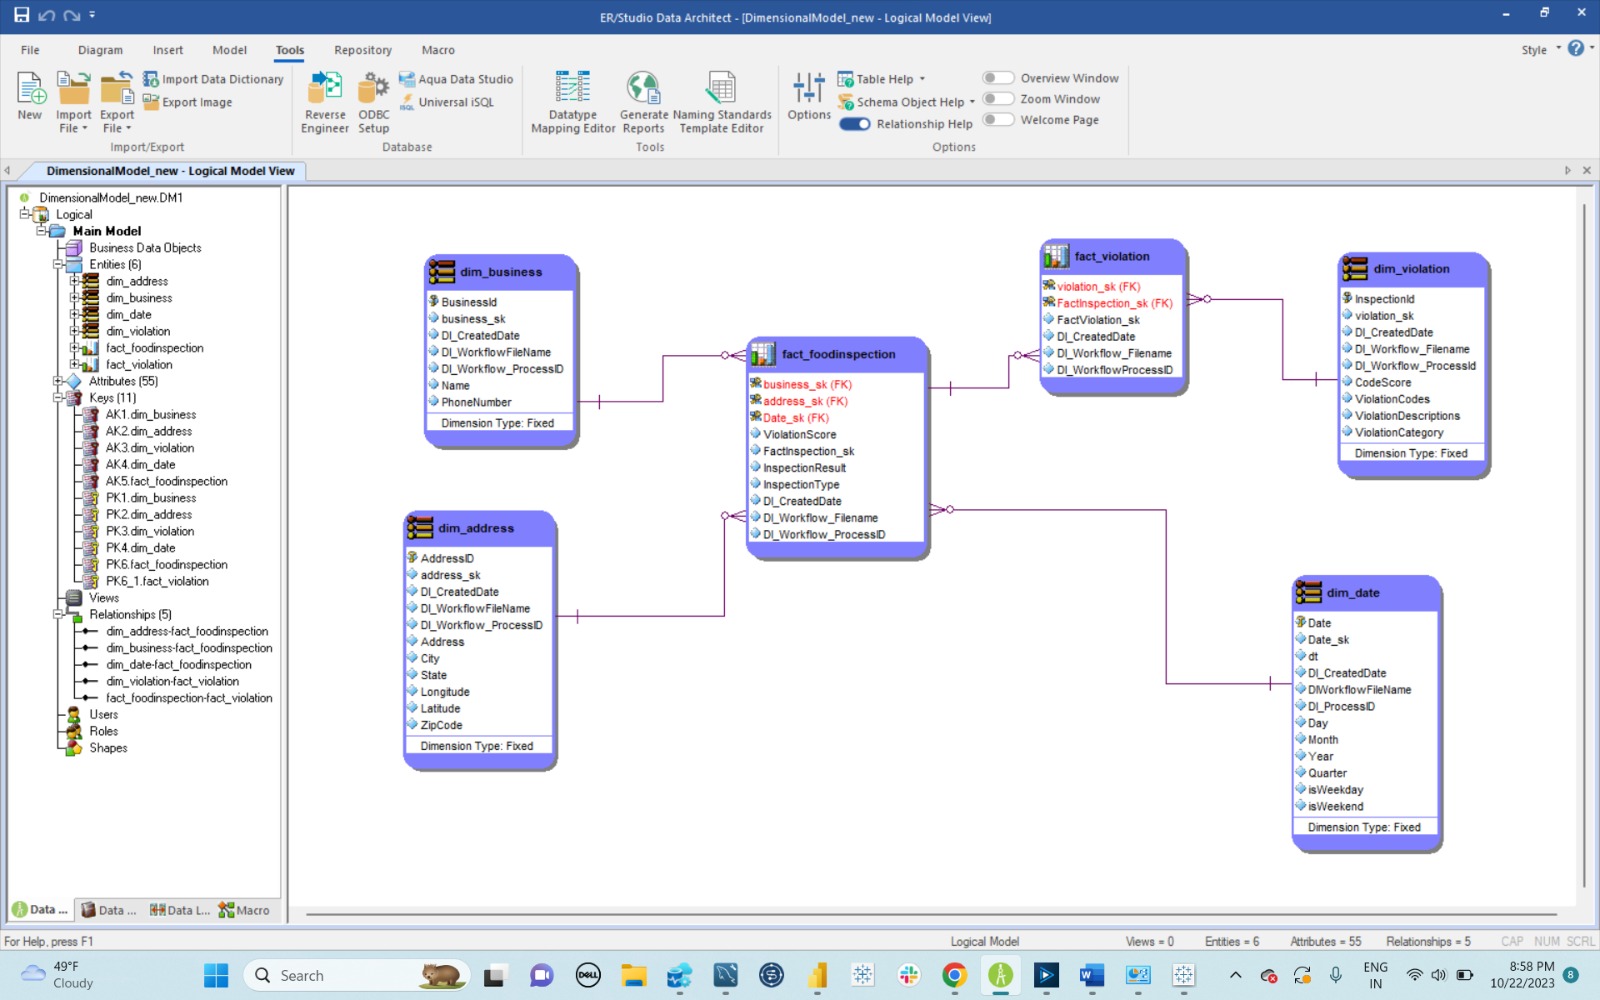 ER/Studio Data Architect - [DimensionalModel_new - Logical Model View]
File Diagram Insert Model Tools Repository Macro Style
New
Import File
Export File
Import Data Dictionary
Export Image
Import/Export
Reverse Engineer
ODBC Setup
Aqua Data Studio
Universal iSQL
Database
Datatype Mapping Editor
Generate Reports
Naming Standards Template Editor
Tools
Options
Table Help
Schema Object Help
Relationship Help
Overview Window
Zoom Window
Welcome Page
Options
DimensionalModel_new - Logical Model View
DimensionalModel_new.DM1
Logical
Main Model
Business Data Objects
Entities (6)
dim_address
dim_business
dim_date
dim_violation
fact_foodinspection
fact_violation
Attributes (55)
Keys (11)
AK1.dim_business
AK2.dim_address
AK3.dim_violation
AK4.dim_date
AK5.fact_foodinspection
PK1.dim_business
PK2.dim_address
PK3.dim_violation
PK4.dim_date
PK6.fact_foodinspection
PK6_1.fact_violation
Views
Relationships (5)
dim_address-fact_foodinspection
dim_business-fact_foodinspection
dim_date-fact_foodinspection
dim_violation-fact_violation
fact_foodinspection-fact_violation
Users
Roles
Shapes
Data ... Data ... Data L... Macro
dim_business
BusinessId
business_sk
DI_CreatedDate
DI_WorkflowFileName
DI_Workflow_ProcessID
Name
PhoneNumber
Dimension Type: Fixed
dim_address
AddressID
address_sk
DI_CreatedDate
DI_WorkflowFileName
DI_Workflow_ProcessID
Address
City
State
Longitude
Latitude
ZipCode
Dimension Type: Fixed
fact_foodinspection
business_sk (FK)
address_sk (FK)
Date_sk (FK)
ViolationScore
FactInspection_sk
InspectionResult
InspectionType
DI_CreatedDate
DI_Workflow_Filename
DI_Workflow_ProcessID
fact_violation
violation_sk (FK)
FactInspection_sk (FK)
FactViolation_sk
DI_CreatedDate
DI_Workflow_Filename
DI_WorkflowProcessID
dim_violation
InspectionId
violation_sk
DI_CreatedDate
DI_Workflow_Filename
DI_Workflow_ProcessId
CodeScore
ViolationCodes
ViolationDescriptions
ViolationCategory
Dimension Type: Fixed
dim_date
Date
Date_sk
dt
DI_CreatedDate
DIWorkflowFileName
DI_ProcessID
Day
Month
Year
Quarter
isWeekday
isWeekend
Dimension Type: Fixed
For Help, press F1 Logical Model Views = 0 Entities = 6 Attributes = 55 Relationships = 5 CAP NUM SCRL
49°F
Cloudy
Search
DELL
ENG
IN
8:58 PM
10/22/2023
8